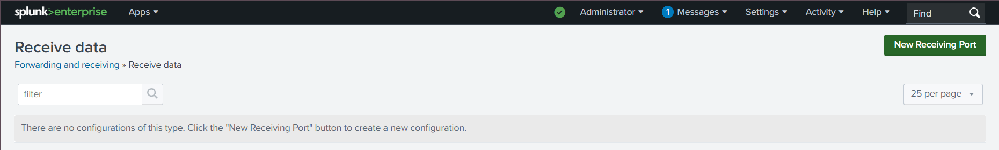 splunk>enterprise Apps Administrator 1 Messages Settings Activity Help Find
Receive data
New Receiving Port
Forwarding and receiving » Receive data
filter
25 per page
There are no configurations of this type. Click the "New Receiving Port" button to create a new configuration.